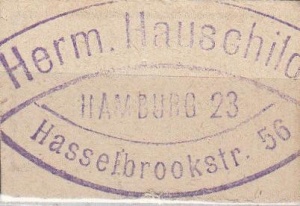 Herm. Hauschild
HAMBURG 23
Hasselbrookstr. 56